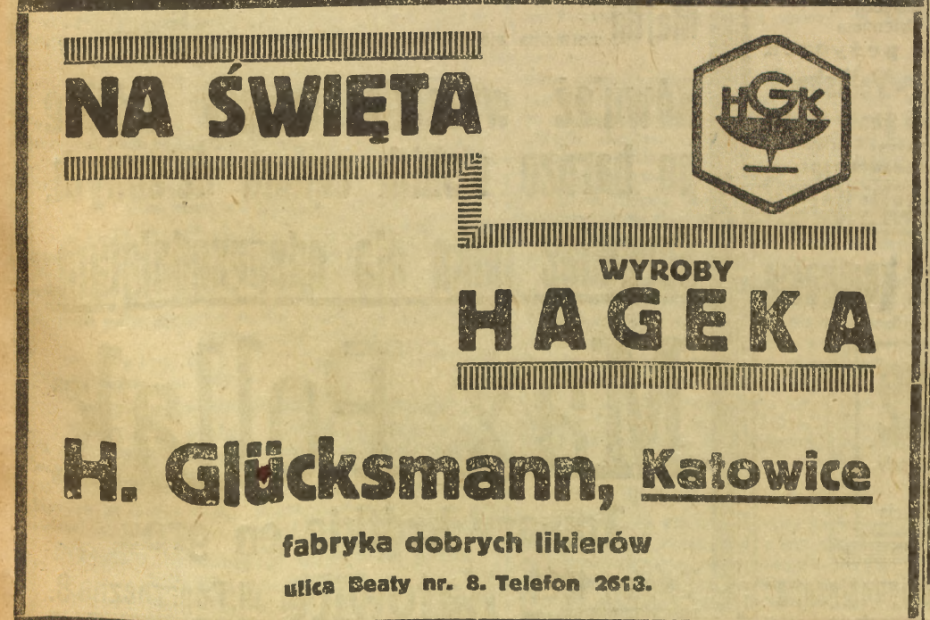 NA ŚWIĘTA
HGK
WYROBY
HAGEKA
H. Glücksmann, Katowice
fabryka dobrych likierów
ulica Beaty nr. 8. Telefon 2613.